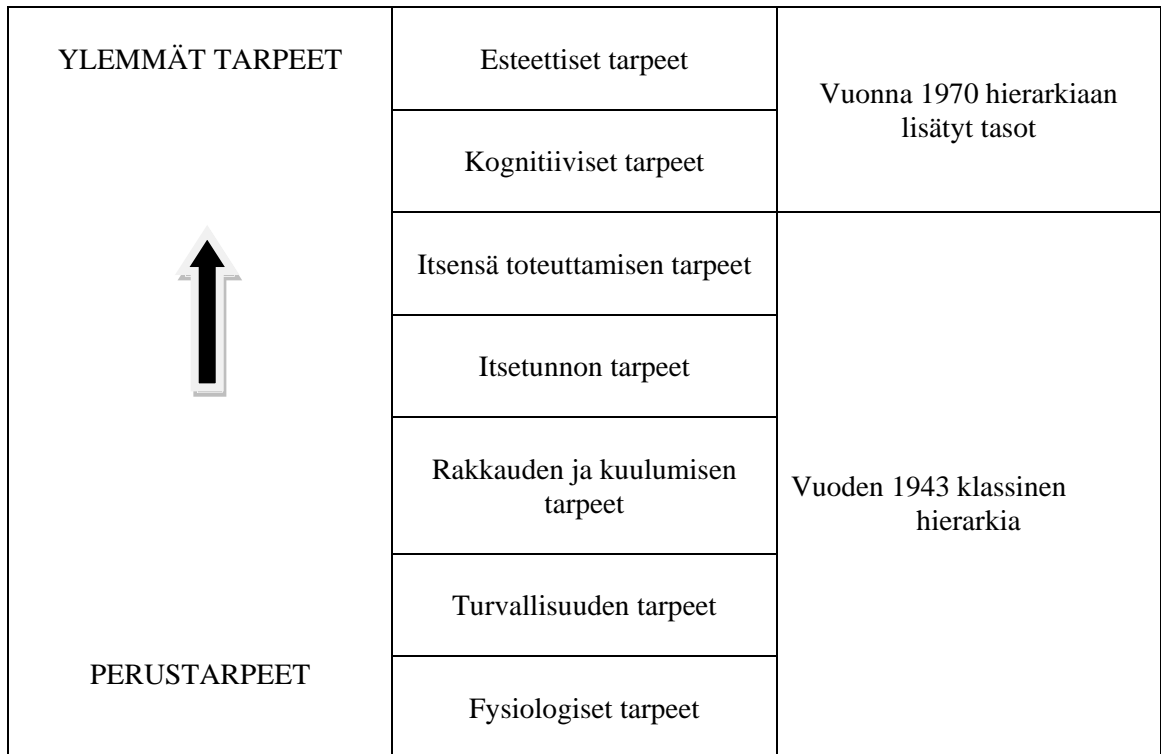 YLEMMÄT TARPEET
Esteettiset tarpeet
Vuonna 1970 hierarkiaan
lisätyt tasot
Kognitiiviset tarpeet
Itsensä toteuttamisen tarpeet
Itsetunnon tarpeet
Rakkauden ja kuulumisen
tarpeet
Vuoden 1943 klassinen
hierarkia
Turvallisuuden tarpeet
PERUSTARPEET
Fysiologiset tarpeet